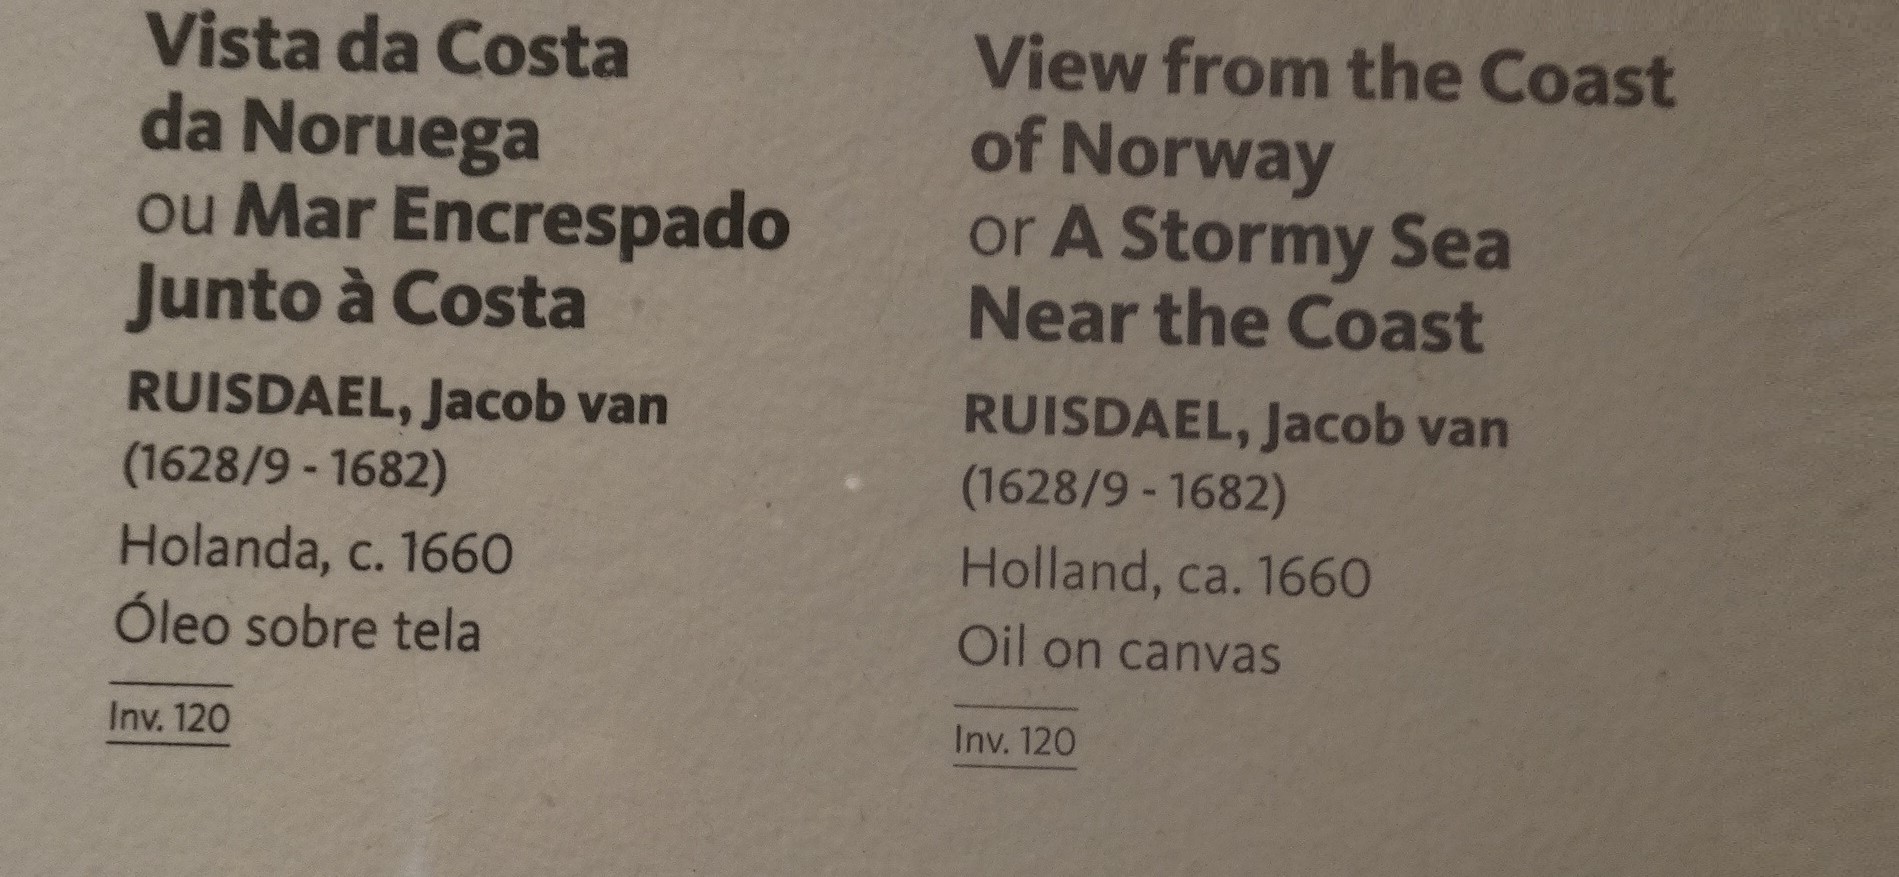 Vista da Costa
da Noruega
ou Mar Encrespado
Junto à Costa
RUISDAEL, Jacob van
(1628/9 - 1682)
Holanda, c. 1660
Óleo sobre tela
Inv. 120
View from the Coast
of Norway
or A Stormy Sea
Near the Coast
RUISDAEL, Jacob van
(1628/9 - 1682)
Holland, ca. 1660
Oil on canvas
Inv. 120